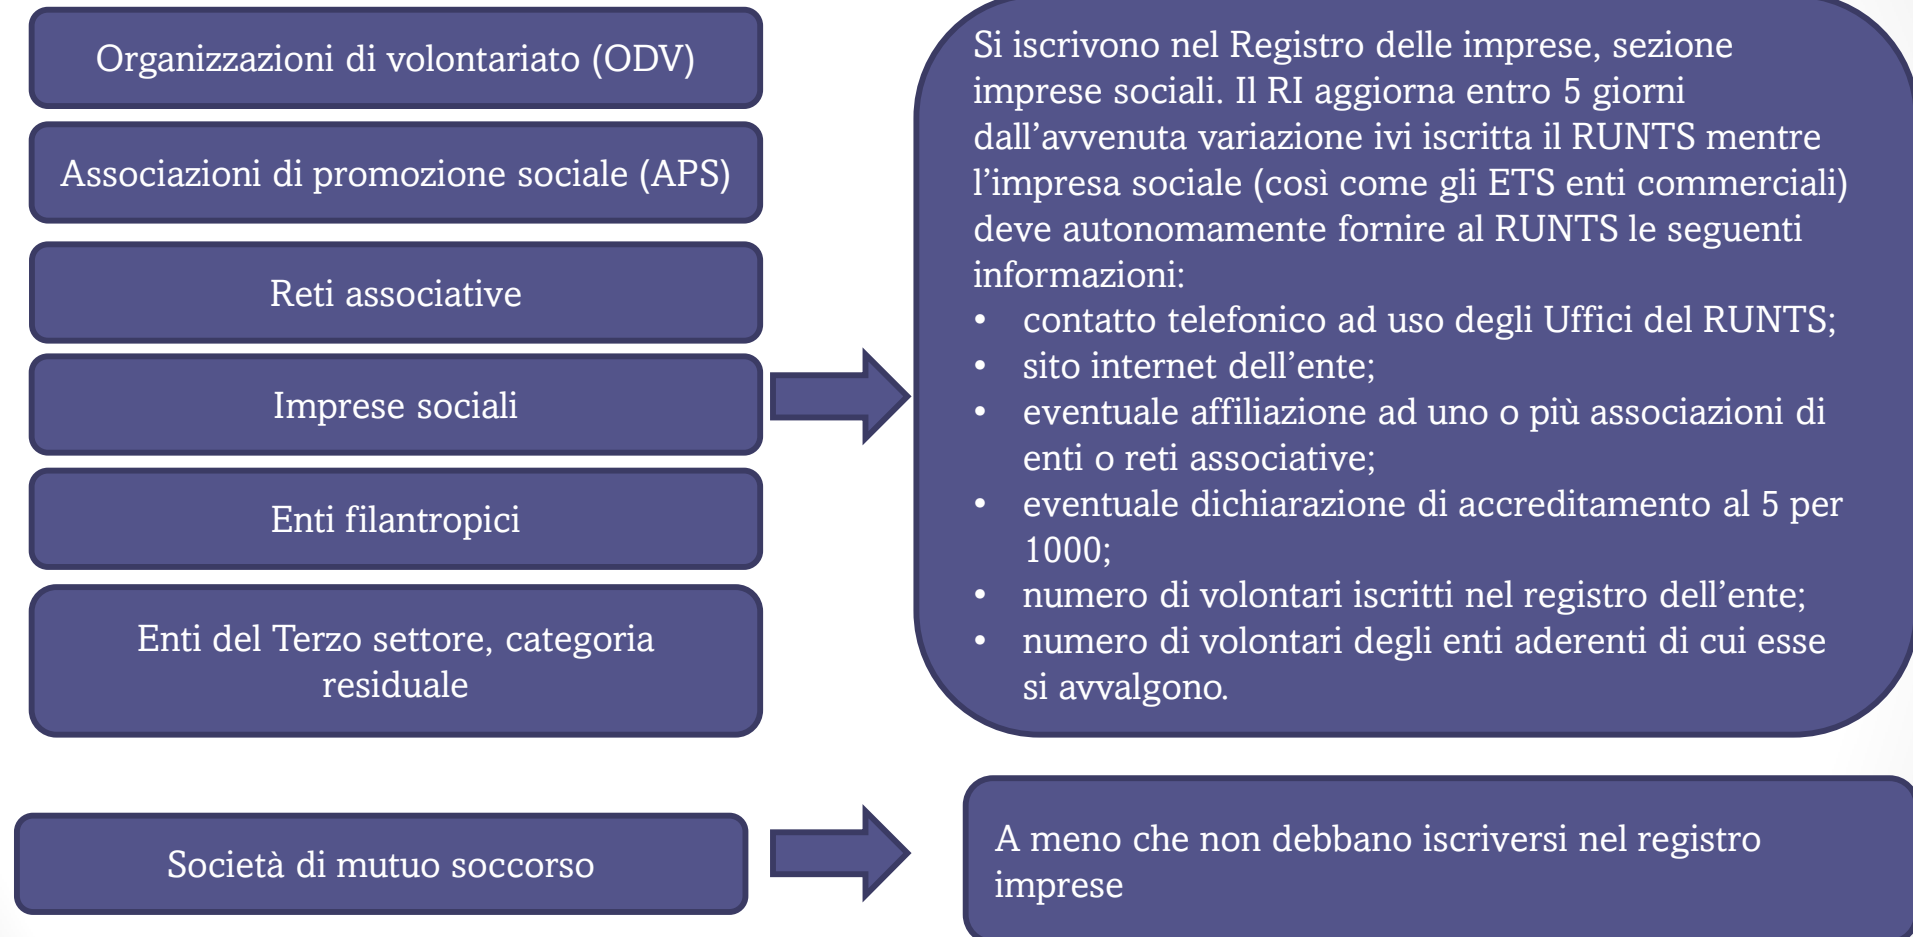 Organizzazioni di volontariato (ODV)
Associazioni di promozione sociale (APS)
Reti associative
Imprese sociali
Enti filantropici
Enti del Terzo settore, categoria
residuale
Si iscrivono nel Registro delle imprese, sezione
imprese sociali. Il RI aggiorna entro 5 giorni
dall’avvenuta variazione ivi iscritta il RUNTS mentre
l’impresa sociale (così come gli ETS enti commerciali)
deve autonomamente fornire al RUNTS le seguenti
informazioni:
• contatto telefonico ad uso degli Uffici del RUNTS;
• sito internet dell’ente;
• eventuale affiliazione ad uno o più associazioni di
enti o reti associative;
• eventuale dichiarazione di accreditamento al 5 per
1000;
• numero di volontari iscritti nel registro dell’ente;
• numero di volontari degli enti aderenti di cui esse
si avvalgono.
Società di mutuo soccorso
A meno che non debbano iscriversi nel registro
imprese